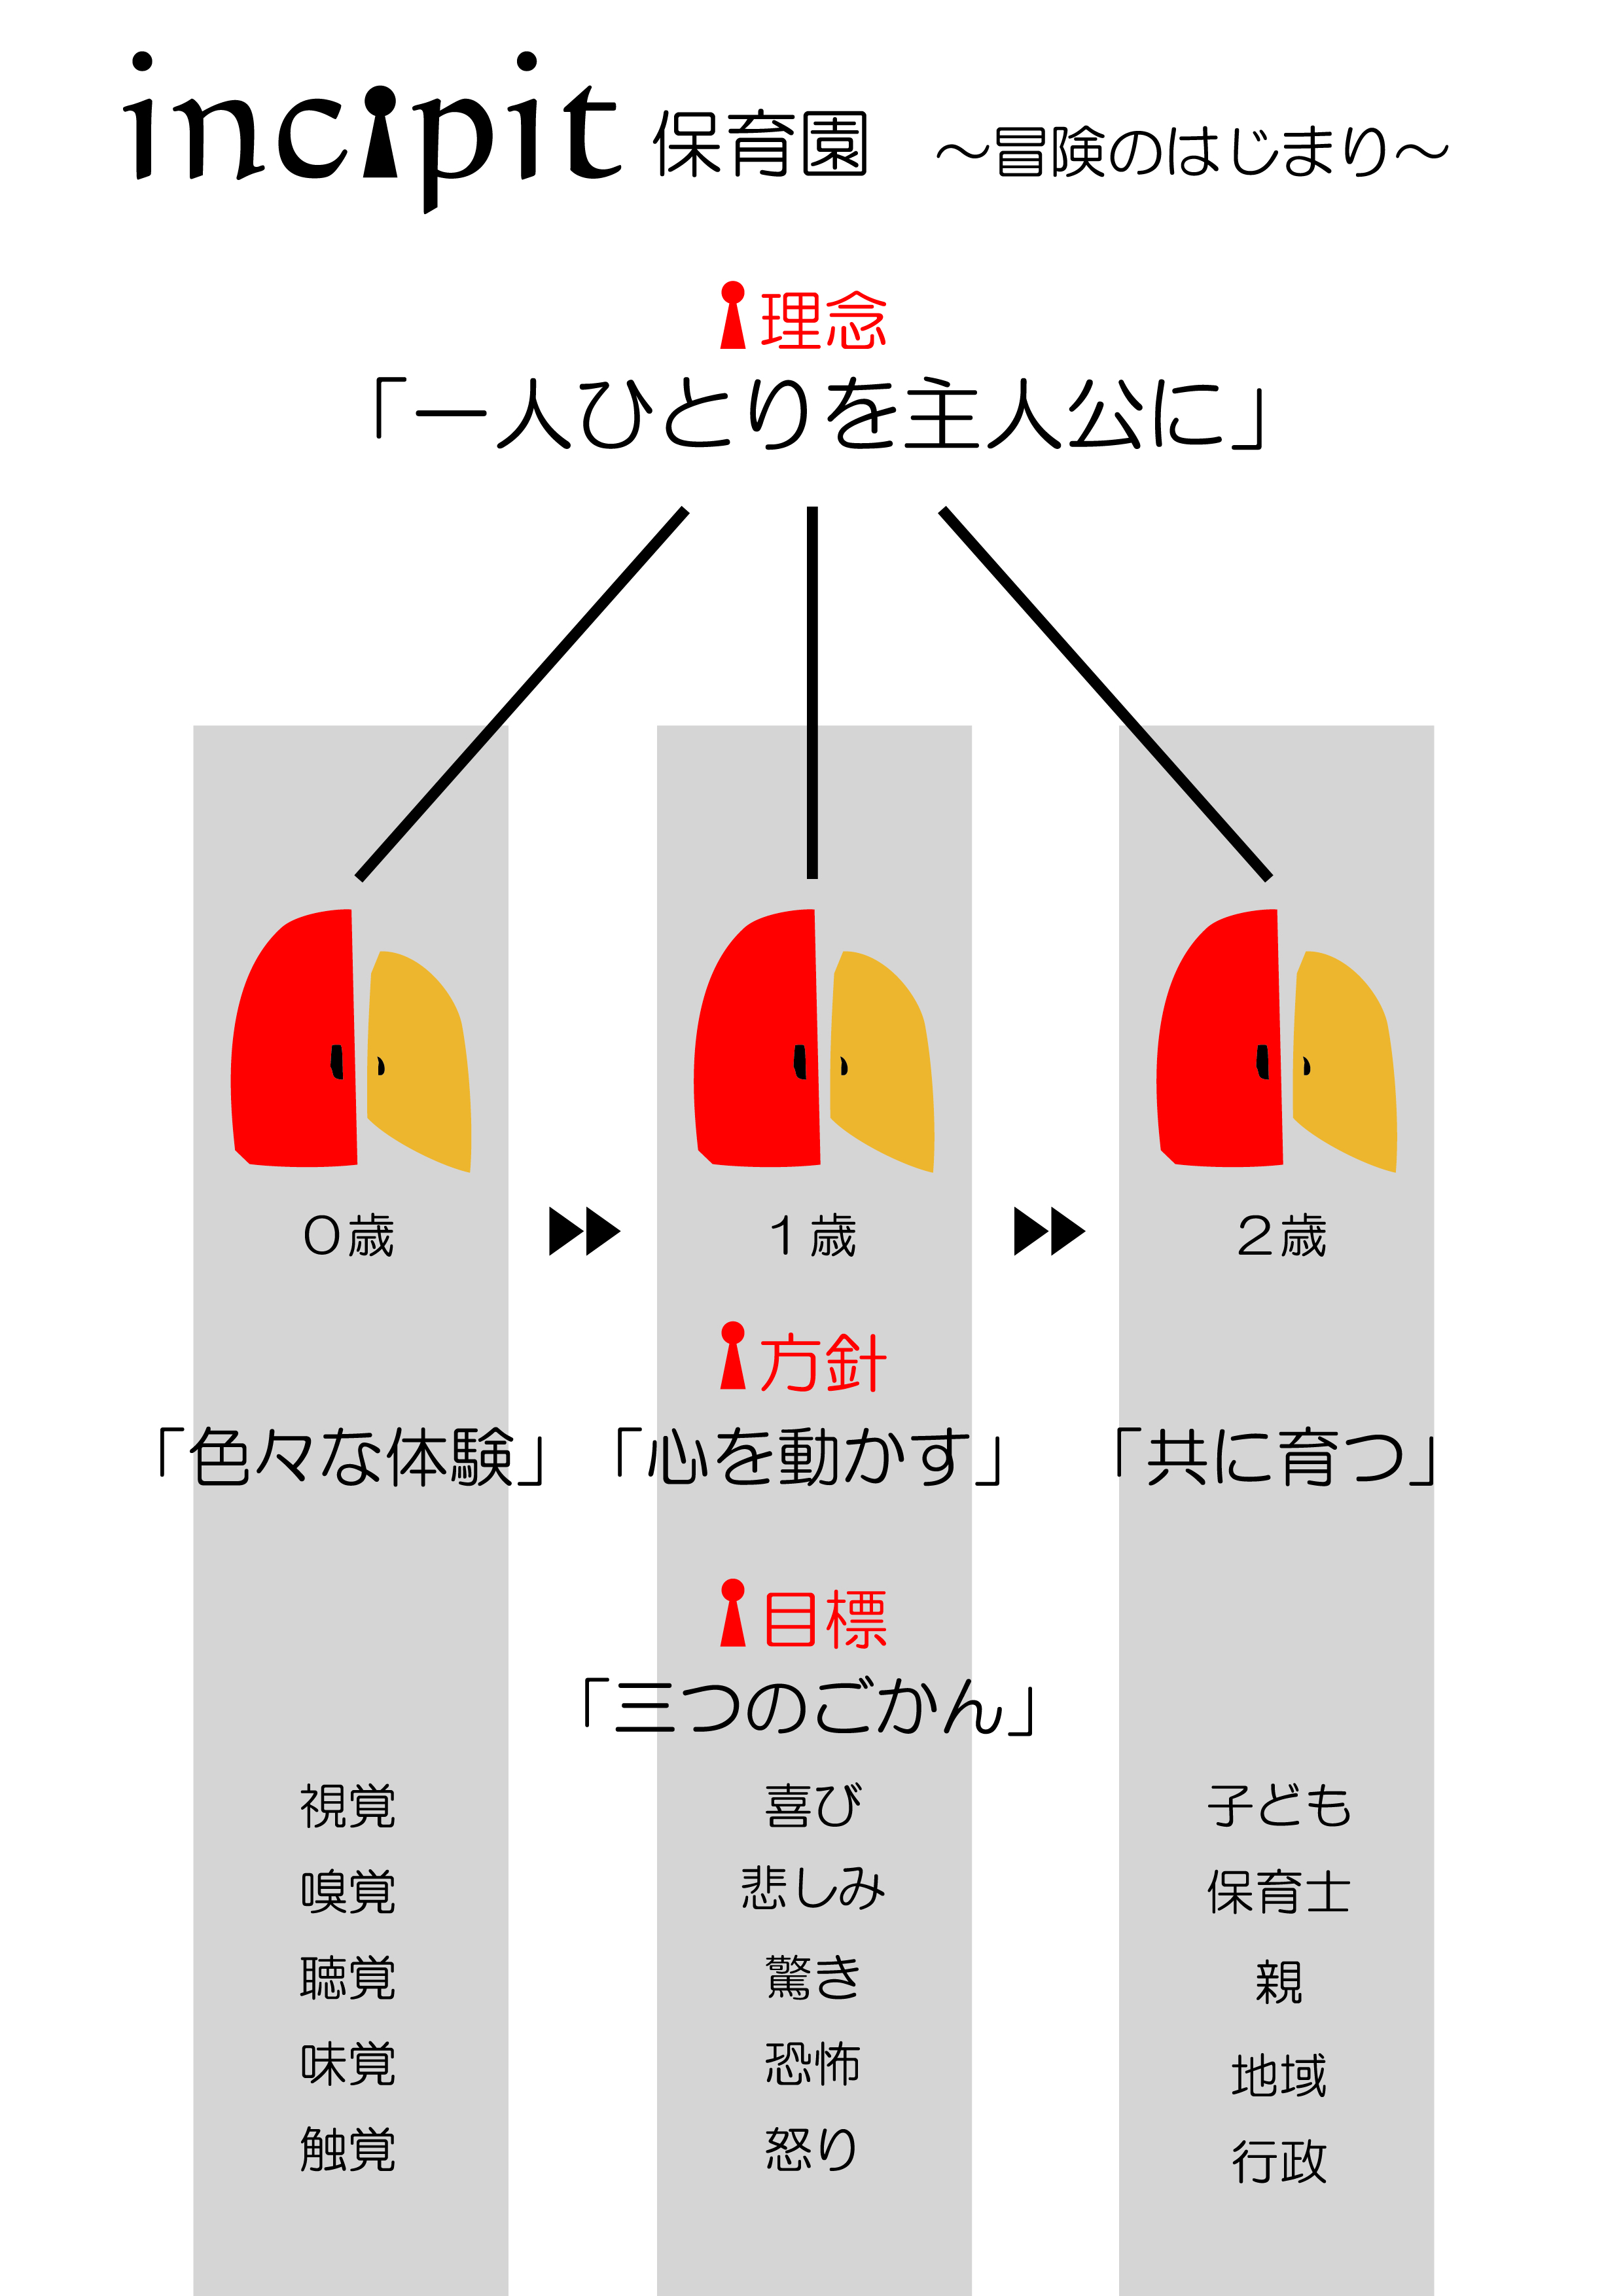 incipit 保育園 ～冒険のはじまり～
理念
「一人ひとりを主人公に」
0歳 1歳 2歳
方針
「色々な体験」「心を動かす」「共に育つ」
目標
「三つのごかん」
視覚 喜び 子ども
嗅覚 悲しみ 保育士
聴覚 驚き 親
味覚 恐怖 地域
触覚 怒り 行政